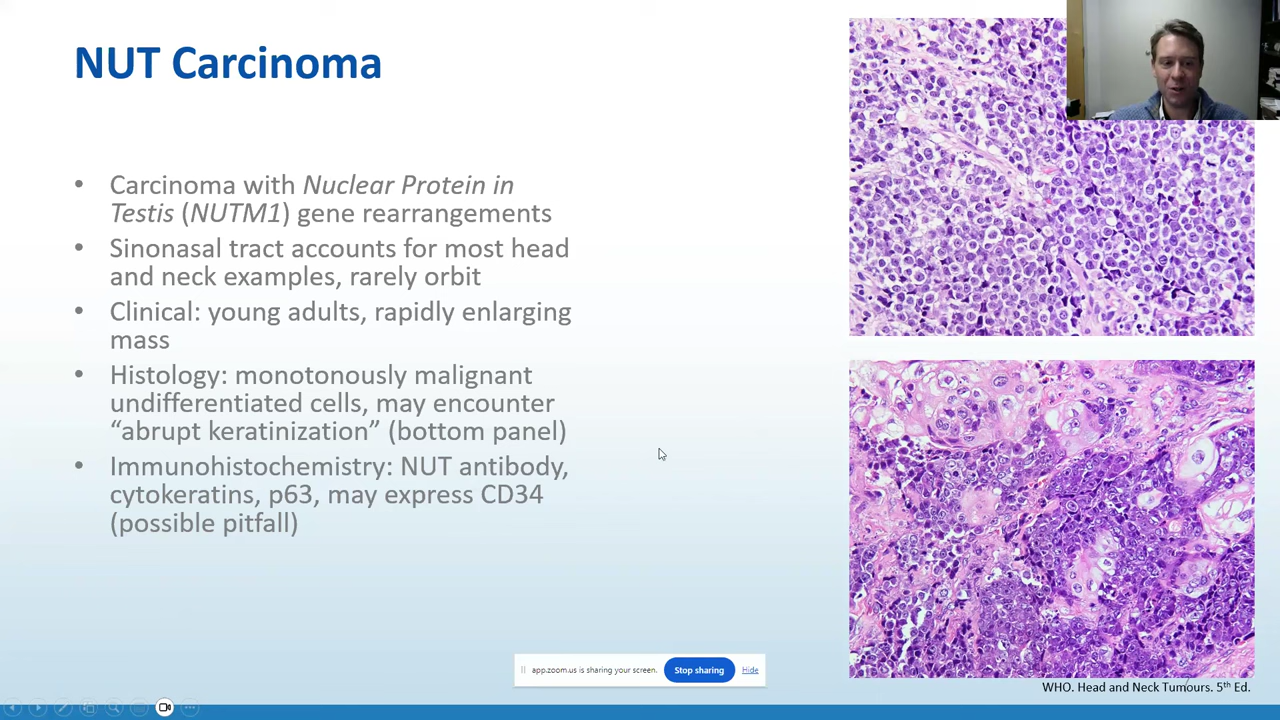 NUT Carcinoma
• Carcinoma with Nuclear Protein in
Testis (NUTM1) gene rearrangements
• Sinonasal tract accounts for most head
and neck examples, rarely orbit
• Clinical: young adults, rapidly enlarging
mass
• Histology: monotonously malignant
undifferentiated cells, may encounter
“abrupt keratinization” (bottom panel)
• Immunohistochemistry: NUT antibody,
cytokeratins, p63, may express CD34
(possible pitfall)
app.zoom.us is sharing your screen. Stop sharing Hide
WHO. Head and Neck Tumours. 5th Ed.